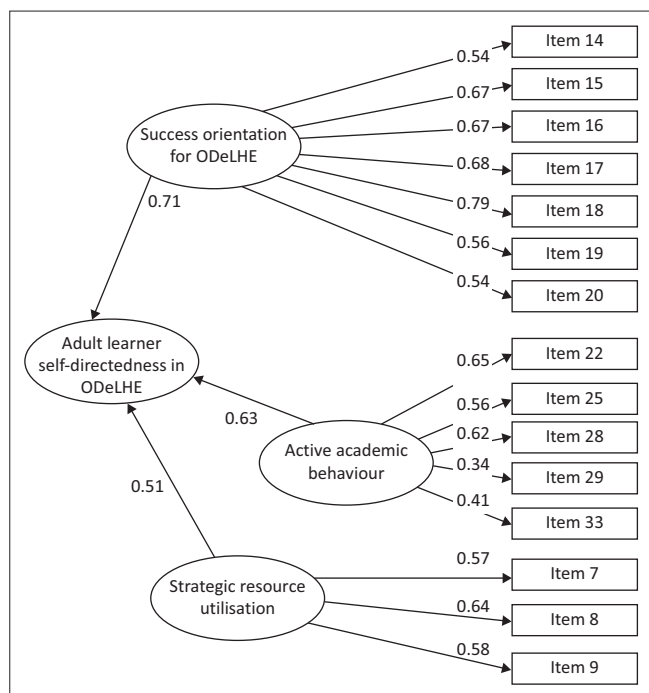 Item 14
0.54
Item 15
0.67
Item 16
0.67
Success orientation
for ODeLHE
Item 17
0.68
Item 18
0.79
0.71
Item 19
0.56
Item 20
0.54
Adult learner
self-directedness in
ODeLHE
Item 22
0.65
Item 25
0.56
0.63
Item 28
0.62
Active academic
behaviour
Item 29
0.34
0.51
Item 33
0.41
Item 7
0.57
Strategic resource
utilisation
Item 8
0.64
Item 9
0.58